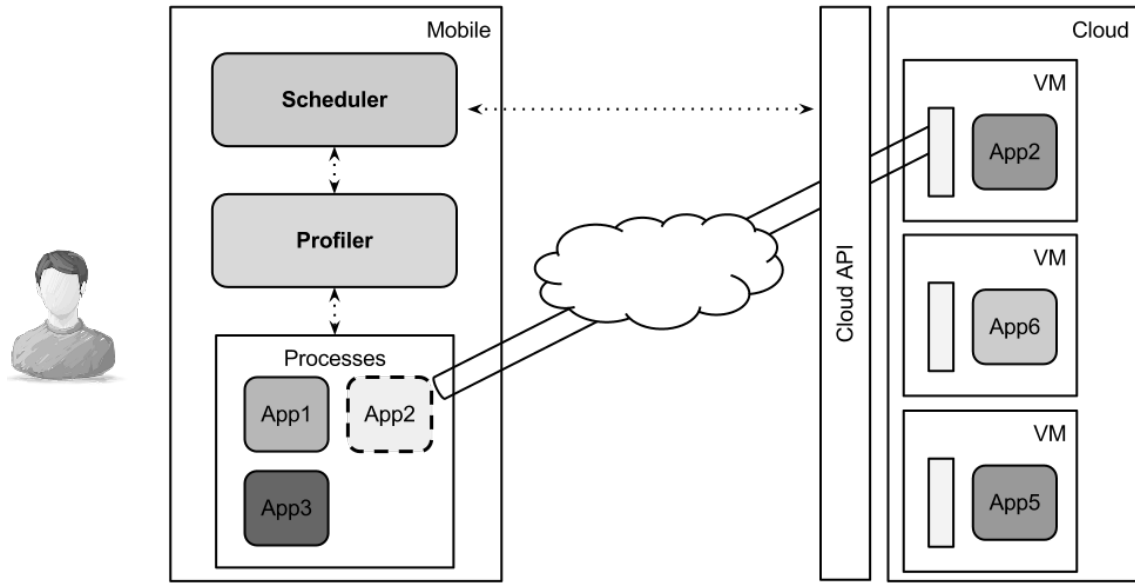 Mobile
Scheduler
Profiler
Processes
App1
App2
App3
Cloud API
Cloud
VM
App2
VM
App6
VM
App5